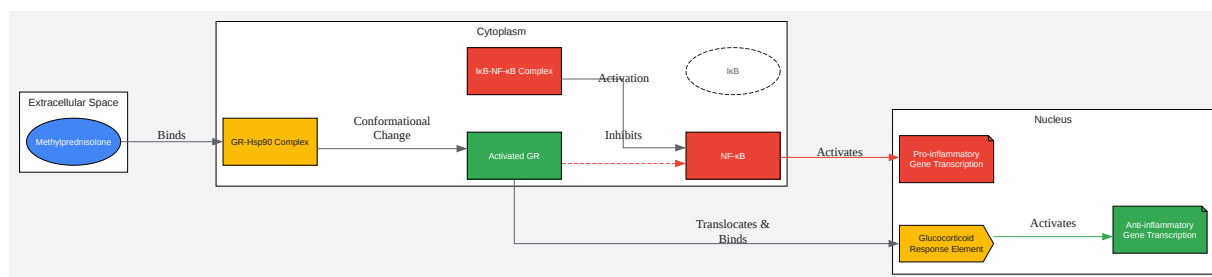 Cytoplasm
IκB-NF-κB Complex
Activation
IκB
Extracellular Space
Methylprednisolone
Binds
GR-Hsp90 Complex
Conformational
Change
Activated GR
Inhibits
NF-κB
Activates
Nucleus
Pro-inflammatory
Gene Transcription
Translocates &
Binds
Glucocorticoid
Response Element
Activates
Anti-inflammatory
Gene Transcription